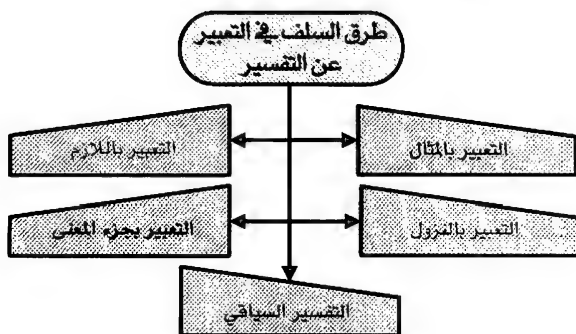 طرق السلف في التعبير
عن التفسير
التعبير بالمثال
التعبير باللازم
التعبير بالنزول
التعبير بجزء المعنى
التفسير السياقي